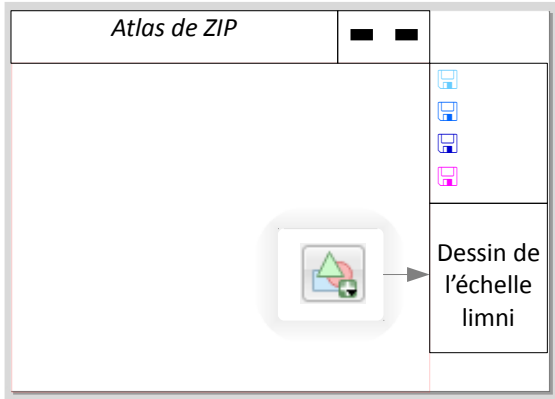 Atlas de ZIP
Dessin de
l’échelle
limni